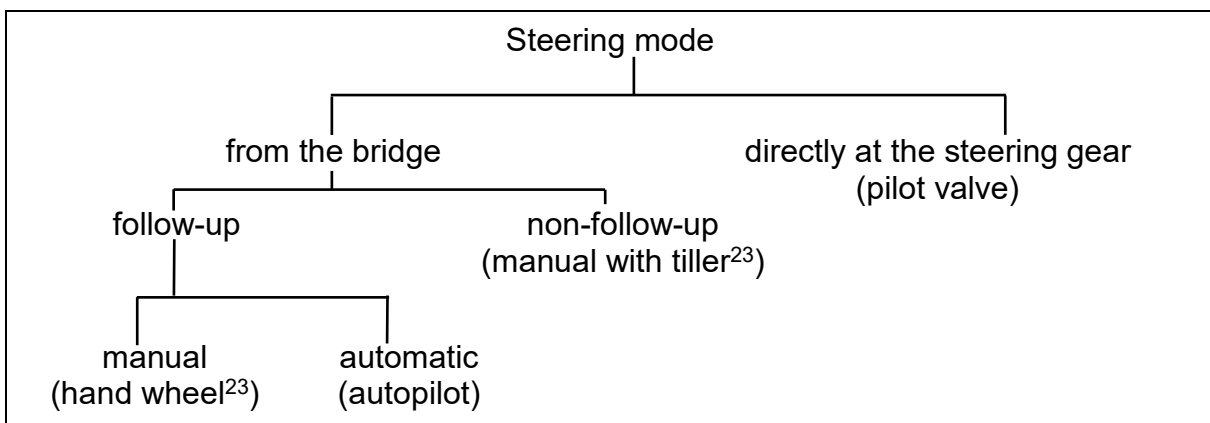 Steering mode
from the bridge
directly at the steering gear
(pilot valve)
follow-up
non-follow-up
(manual with tiller²³)
manual
(hand wheel²³)
automatic
(autopilot)